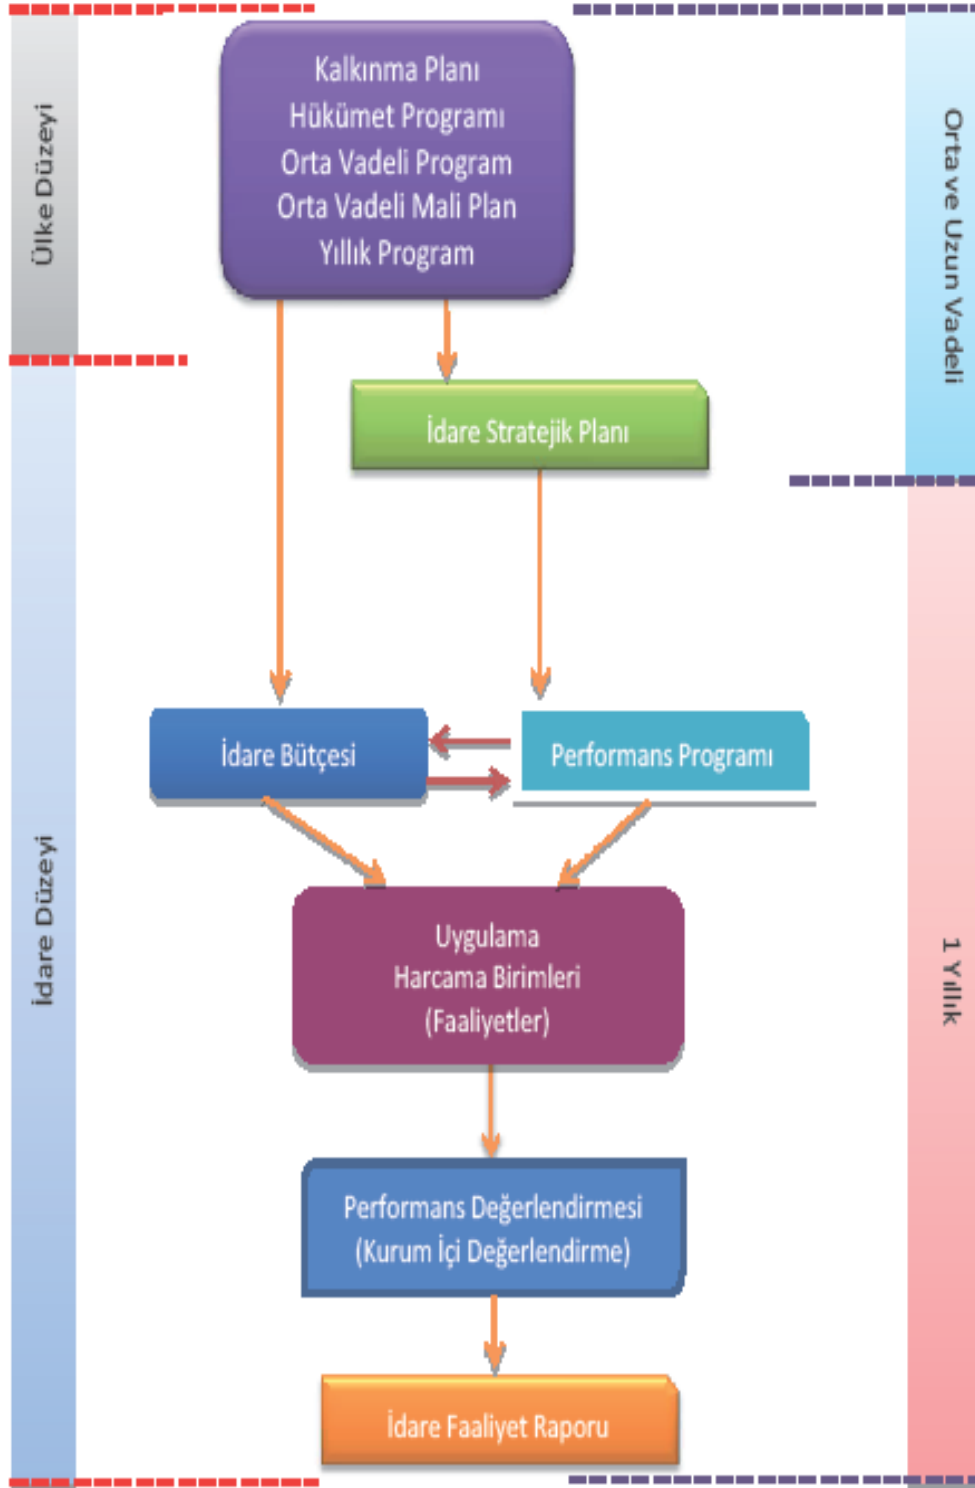 Ülke Düzeyi
Kalkınma Planı
Hükümet Programı
Orta Vadeli Program
Orta Vadeli Mali Plan
Yıllık Program
Orta ve Uzun Vadeli
İdare Stratejik Planı
İdare Düzeyi
İdare Bütçesi
Performans Programı
1 Yıllık
Uygulama
Harcama Birimleri
(Faaliyetler)
Performans Değerlendirmesi
(Kurum İçi Değerlendirme)
İdare Faaliyet Raporu